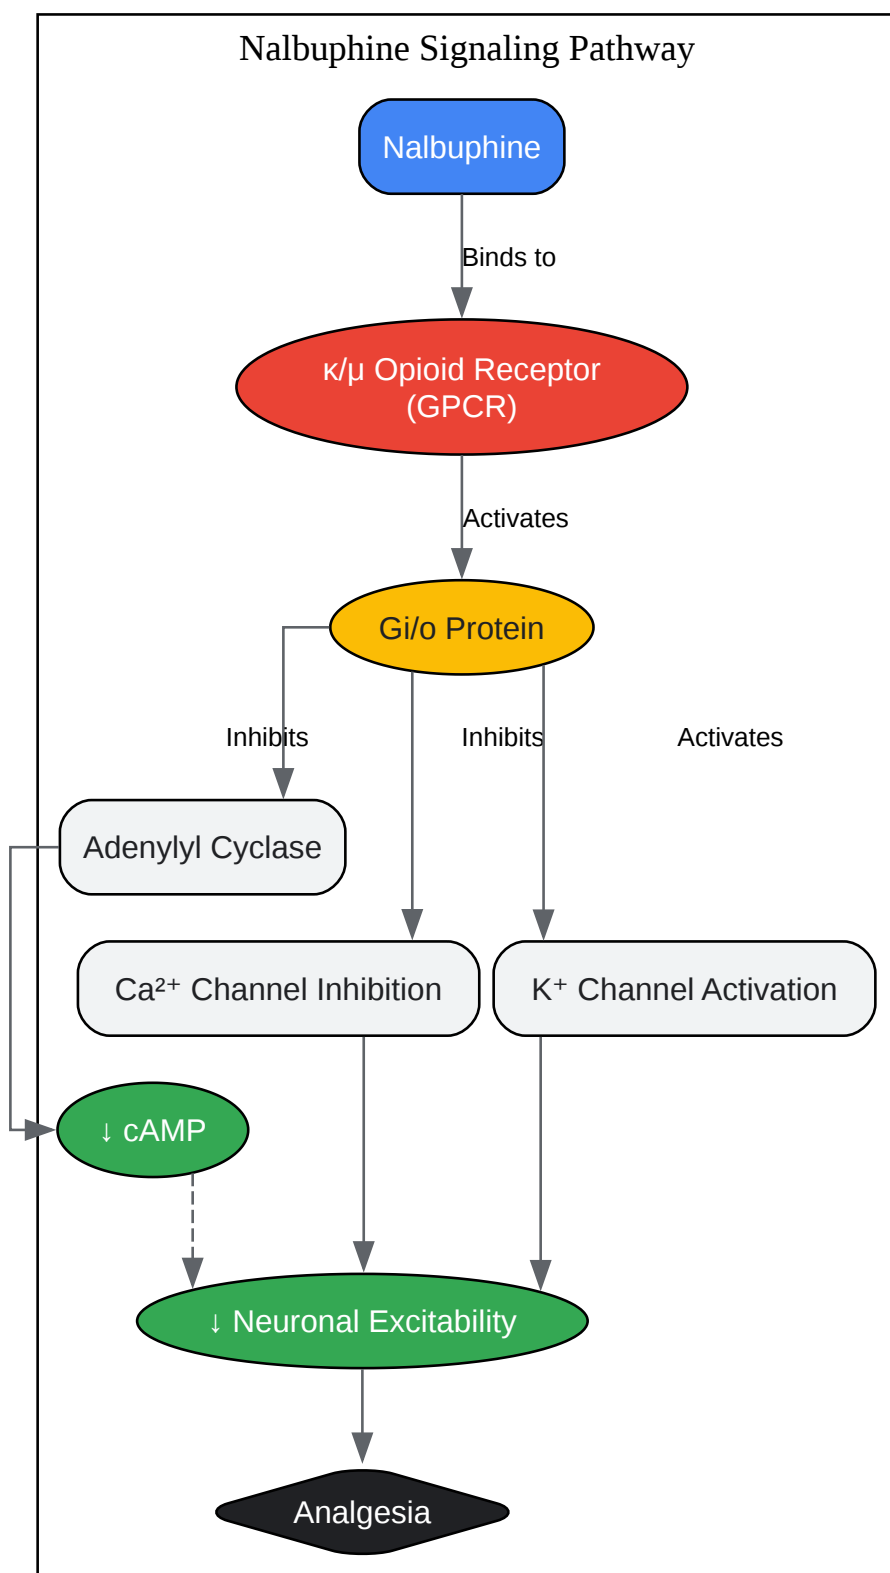 Nalbuphine Signaling Pathway
Nalbuphine
Binds to
κ/μ Opioid Receptor
(GPCR)
Activates
Gi/o Protein
Inhibits
Inhibits
Activates
Adenylyl Cyclase
Ca²⁺ Channel Inhibition
K⁺ Channel Activation
↓ cAMP
↓ Neuronal Excitability
Analgesia